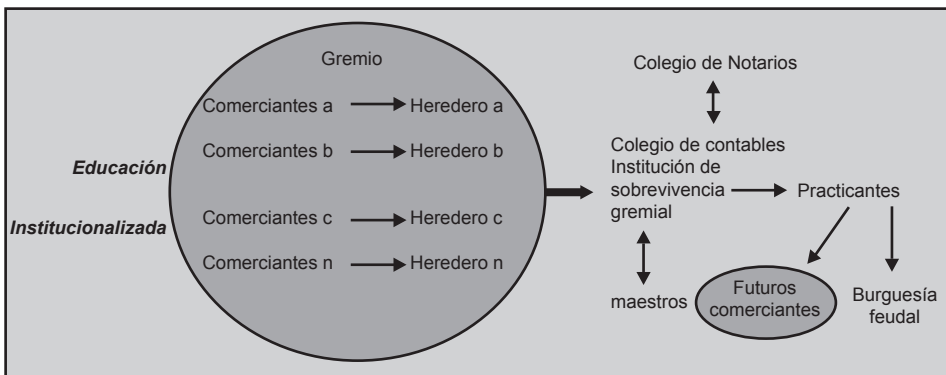 Gremio
Comerciantes a
Heredero a
Comerciantes b
Heredero b
Comerciantes c
Heredero c
Comerciantes n
Heredero n
Educación
Institucionalizada
Colegio de Notarios
Colegio de contables
Institución de
sobrevivencia
gremial
Practicantes
maestros
Futuros
comerciantes
Burguesía
feudal